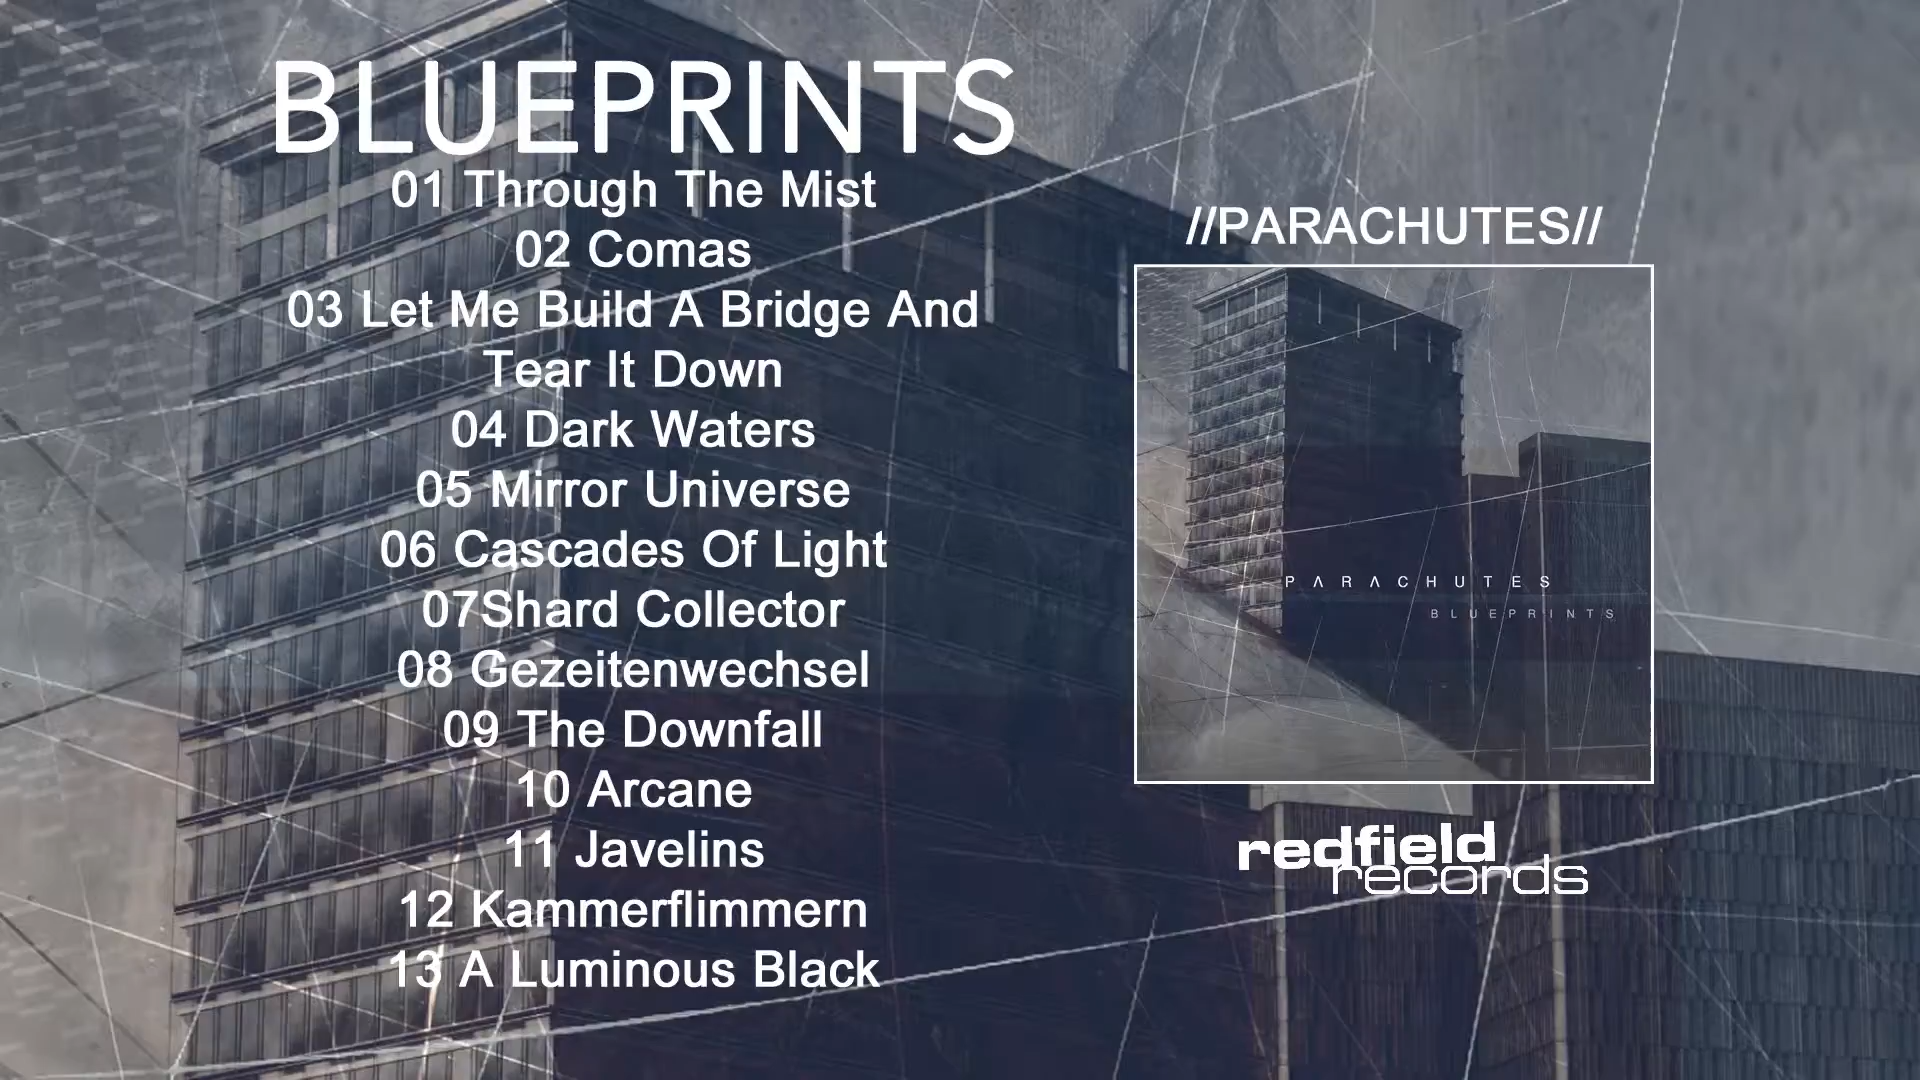 BLUEPRINTS
01 Through The Mist
02 Comas
03 Let Me Build A Bridge And
Tear It Down
04 Dark Waters
05 Mirror Universe
06 Cascades Of Light
07Shard Collector
08 Gezeitenwechsel
09 The Downfall
10 Arcane
11 Javelins
12 Kammerflimmern
13 A Luminous Black
//PARACHUTES//
PΛRΛCHUTES
BLUEPRINTS
redfield
records